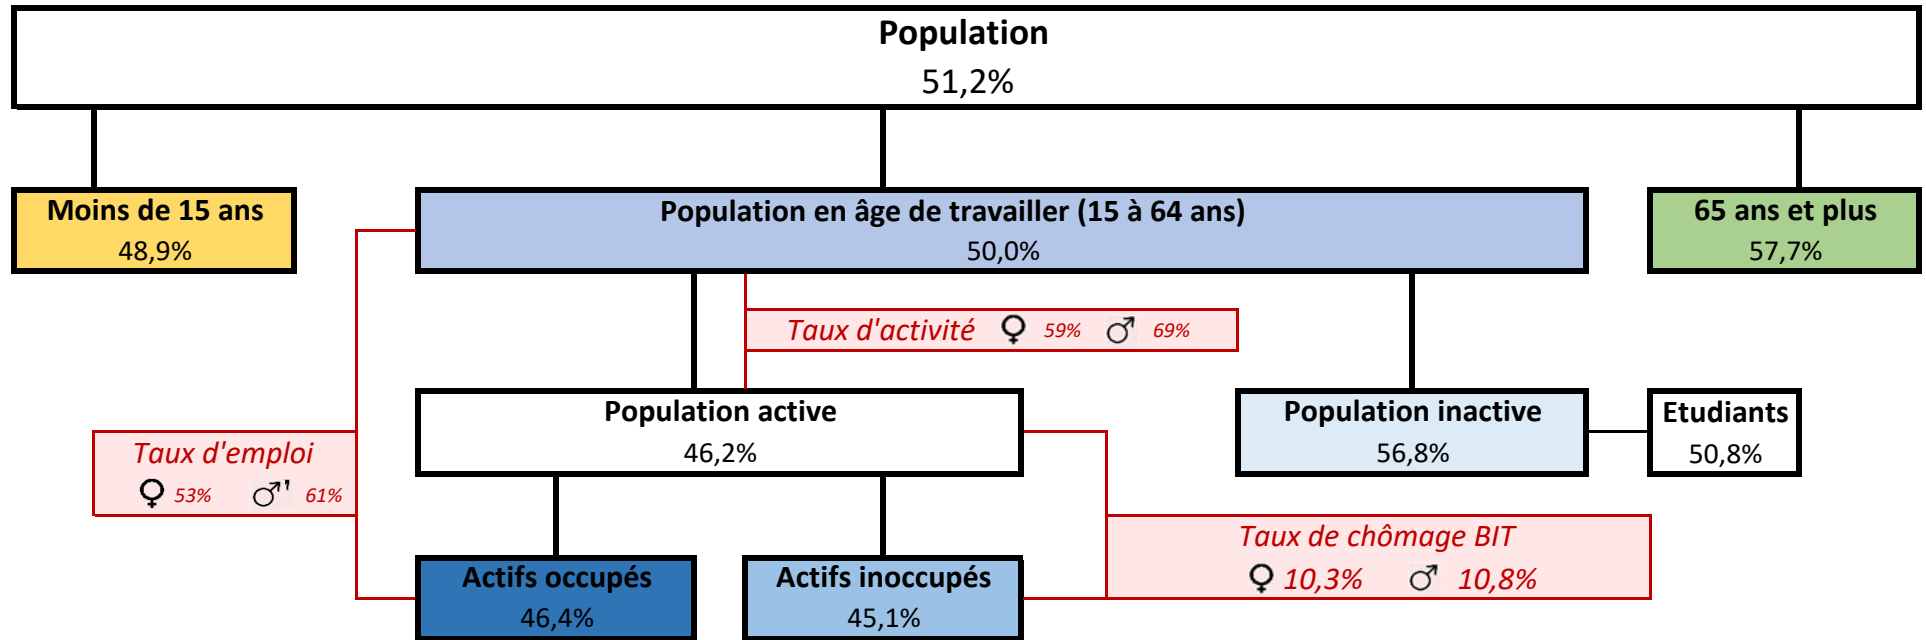 Population
51,2%
Moins de 15 ans
48,9%
Population en âge de travailler (15 à 64 ans)
50,0%
65 ans et plus
57,7%
Taux d'activité ♀ 59% ♂ 69%
Population active
46,2%
Population inactive
56,8%
Etudiants
50,8%
Taux d'emploi
♀ 53% ♂' 61%
Taux de chômage BIT
♀ 10,3% ♂ 10,8%
Actifs occupés
46,4%
Actifs inoccupés
45,1%